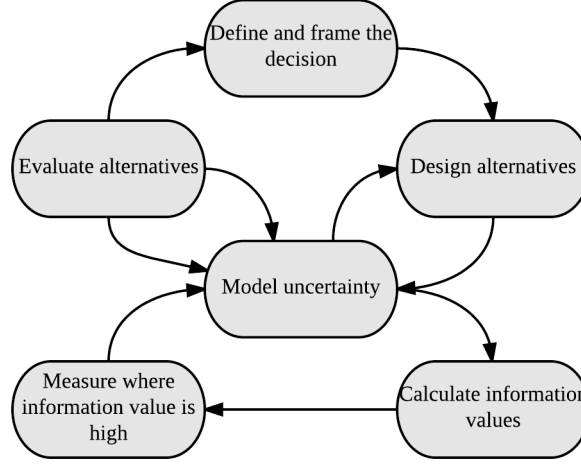 Define and frame the
decision
Evaluate alternatives
Design alternatives
Model uncertainty
Measure where
information value is
high
Calculate information
values